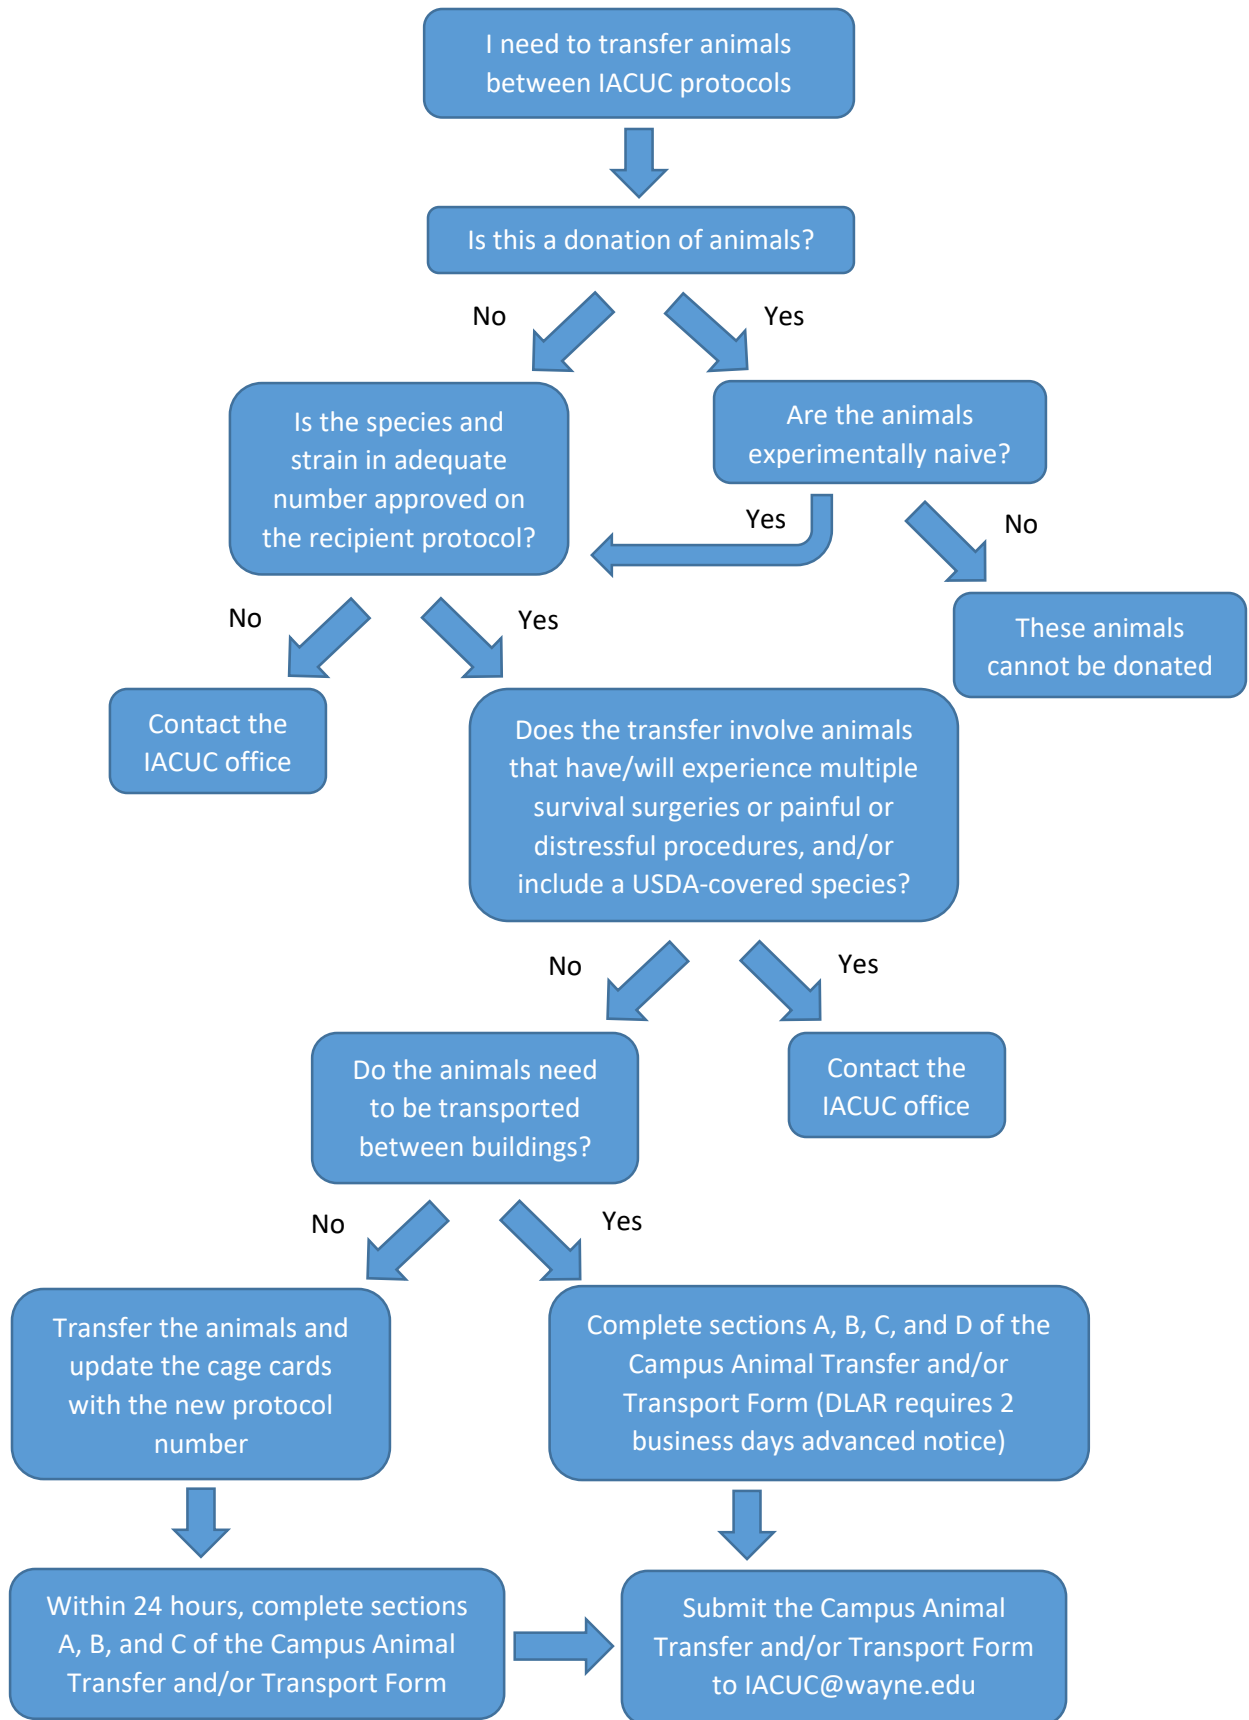 I need to transfer animals
between IACUC protocols
Is this a donation of animals?
No
Yes
Is the species and
strain in adequate
number approved on
the recipient protocol?
Are the animals
experimentally naive?
Yes
No
These animals
cannot be donated
No
Yes
Contact the
IACUC office
Does the transfer involve animals
that have/will experience multiple
survival surgeries or painful or
distressful procedures, and/or
include a USDA-covered species?
No
Yes
Do the animals need
to be transported
between buildings?
Contact the
IACUC office
No
Yes
Transfer the animals and
update the cage cards
with the new protocol
number
Complete sections A, B, C, and D of the
Campus Animal Transfer and/or
Transport Form (DLAR requires 2
business days advanced notice)
Within 24 hours, complete sections
A, B, and C of the Campus Animal
Transfer and/or Transport Form
Submit the Campus Animal
Transfer and/or Transport Form
to IACUC@wayne.edu